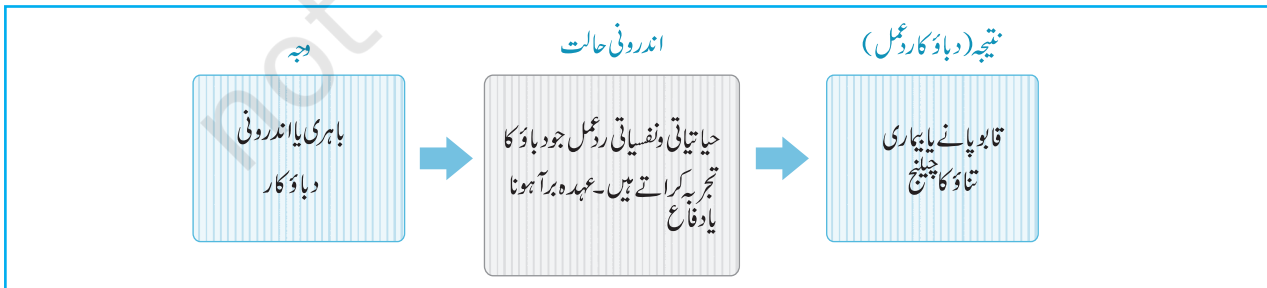 وجہ
باہری یا اندرونی
دباؤ کار
اندرونی حالت
حیاتیاتی ونفسیاتی ردعمل جو دباؤ کا
تجربہ کراتے ہیں۔ عہدہ برآ ہونا
یا دفاع
نتیجہ (دباؤ کا ردعمل)
قابو پانے یا بیماری
تناؤ کا چیلنج
not